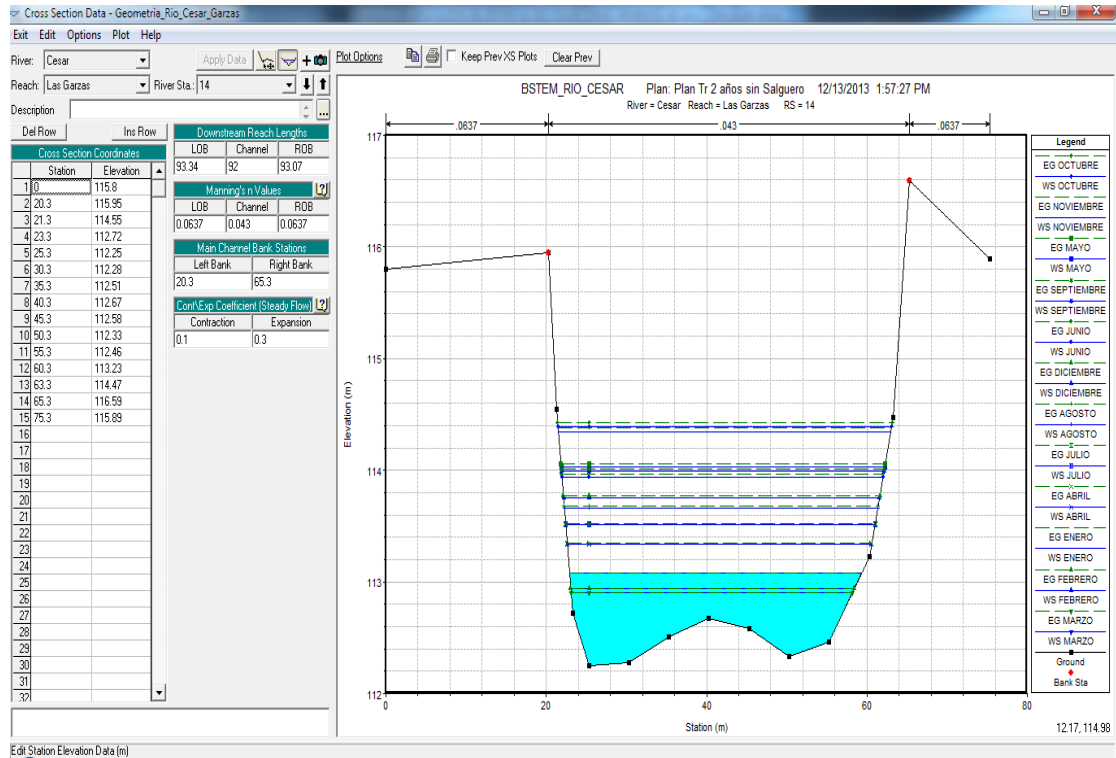 Cross Section Data - Geometria_Rio_Cesar_Garzas
Exit Edit Options Plot Help
River: Cesar
Apply Data
Plot Options
Keep Prev XS Plots
Clear Prev
Reach: Las Garzas
River Sta.: 14
Description
Del Row
Ins Row
Cross Section Coordinates
Station Elevation
1 0 115.8
2 20.3 115.95
3 21.3 114.55
4 23.3 112.72
5 25.3 112.25
6 30.3 112.28
7 35.3 112.51
8 40.3 112.67
9 45.3 112.58
10 50.3 112.33
11 55.3 112.46
12 60.3 113.23
13 63.3 114.47
14 65.3 116.59
15 75.3 115.89
16
17
18
19
20
21
22
23
24
25
26
27
28
29
30
31
32
Downstream Reach Lengths
LOB Channel ROB
93.34 92 93.07
Manning's n Values
LOB Channel ROB
0.0637 0.043 0.0637
Main Channel Bank Stations
Left Bank Right Bank
20.3 65.3
Cont\Exp Coefficient (Steady Flow)
Contraction Expansion
0.1 0.3
BSTEM_RIO_CESAR Plan: Plan Tr 2 años sin Salguero 12/13/2013 1:57:27 PM
River = Cesar Reach = Las Garzas RS = 14
.0637 .043 .0637
117
116
115
114
113
112
Elevation (m)
0 20 40 60 80
Station (m)
Legend
EG OCTUBRE
WS OCTUBRE
EG NOVIEMBRE
WS NOVIEMBRE
EG MAYO
WS MAYO
EG SEPTIEMBRE
WS SEPTIEMBRE
EG JUNIO
WS JUNIO
EG DICIEMBRE
WS DICIEMBRE
EG AGOSTO
WS AGOSTO
EG JULIO
WS JULIO
EG ABRIL
WS ABRIL
EG ENERO
WS ENERO
EG FEBRERO
WS FEBRERO
EG MARZO
WS MARZO
Ground
Bank Sta
12.17, 114.98
Edit Station Elevation Data (m)